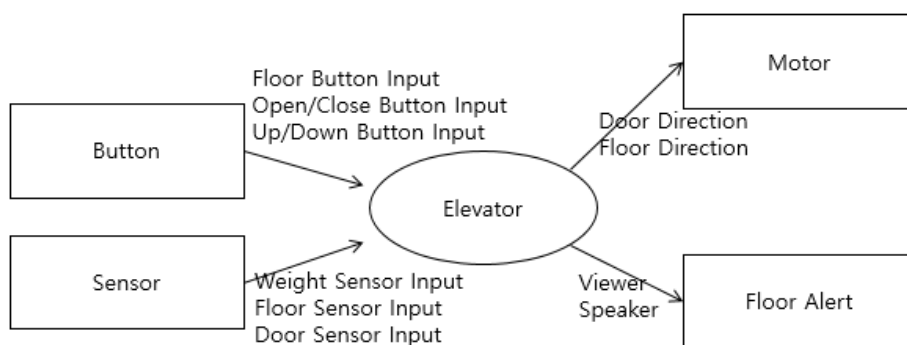 Floor Button Input
Open/Close Button Input
Up/Down Button Input
Button
Sensor
Weight Sensor Input
Floor Sensor Input
Door Sensor Input
Elevator
Motor
Door Direction
Floor Direction
Viewer
Speaker
Floor Alert